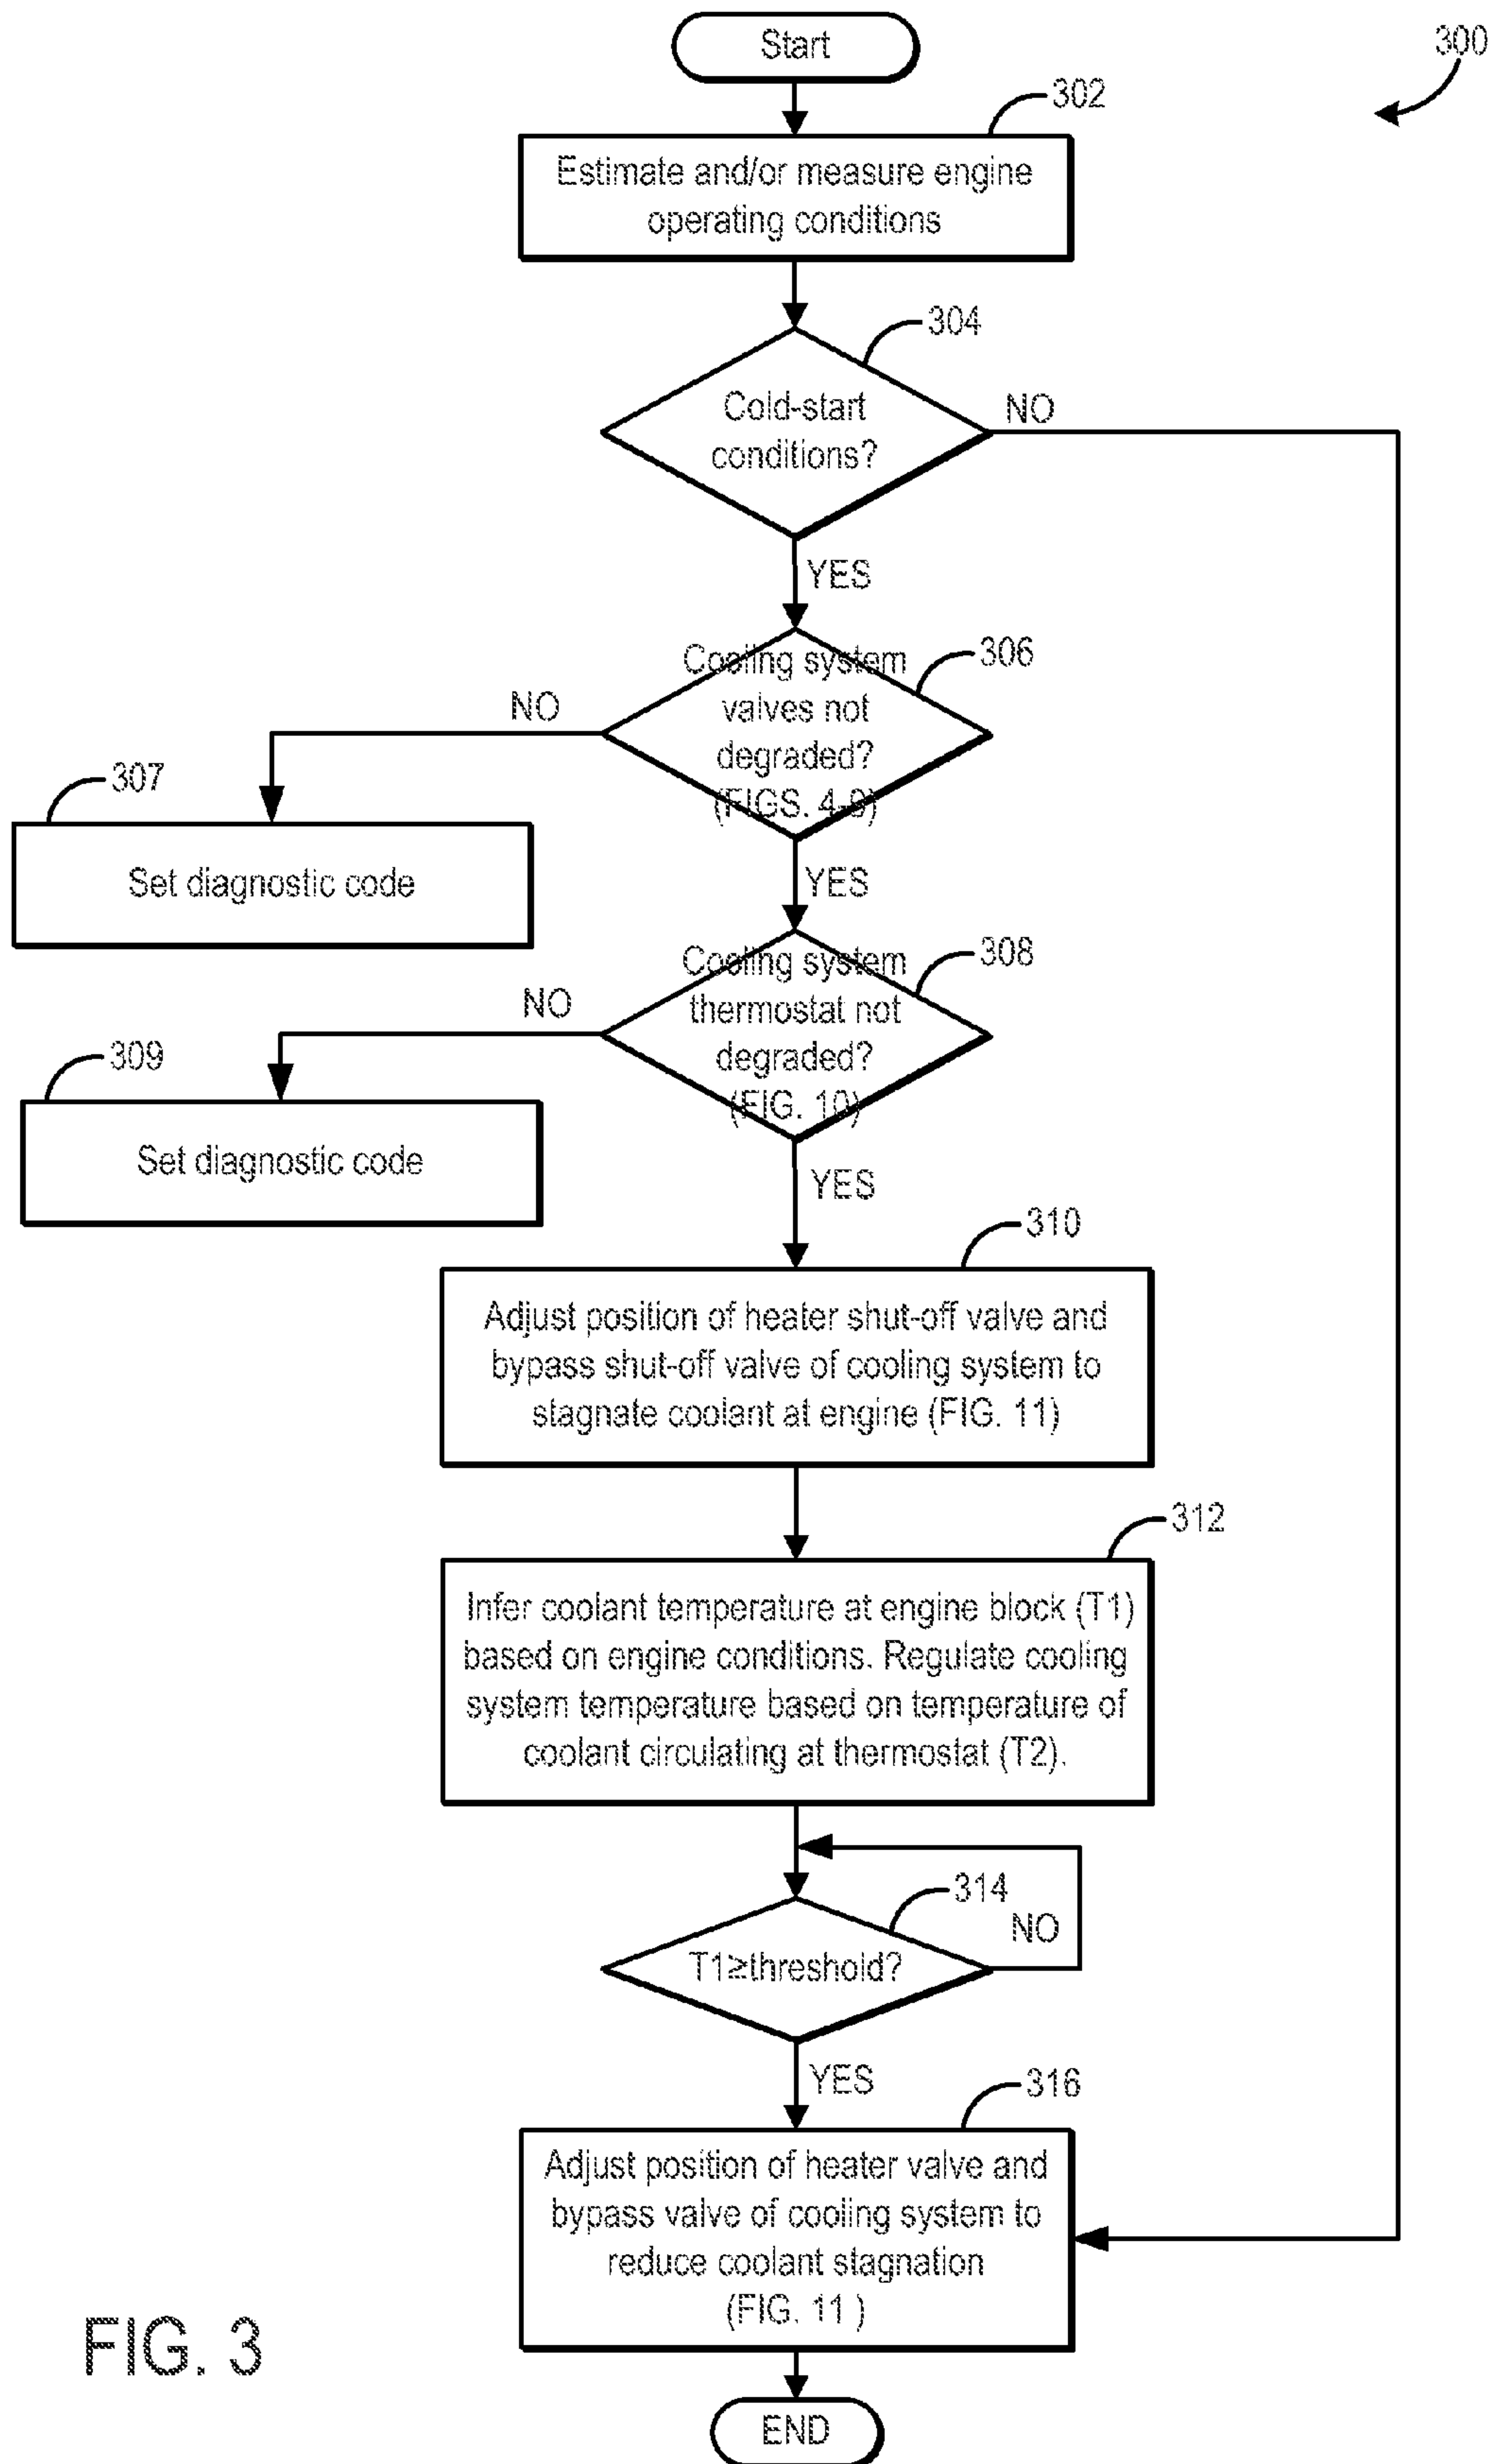 Start
300
302
Estimate and/or measure engine
operating conditions
304
Cold-start
conditions?
NO
YES
306
Cooling system
valves not
degraded?
(FIGS. 4-9)
NO
307
Set diagnostic code
YES
308
Cooling system
thermostat not
degraded?
(FIG. 10)
NO
309
Set diagnostic code
YES
310
Adjust position of heater shut-off valve and
bypass shut-off valve of cooling system to
stagnate coolant at engine (FIG. 11)
312
Infer coolant temperature at engine block (T1)
based on engine conditions. Regulate cooling
system temperature based on temperature of
coolant circulating at thermostat (T2).
314
NO
T1≥threshold?
YES
316
Adjust position of heater valve and
bypass valve of cooling system to
reduce coolant stagnation
(FIG. 11 )
FIG. 3
END